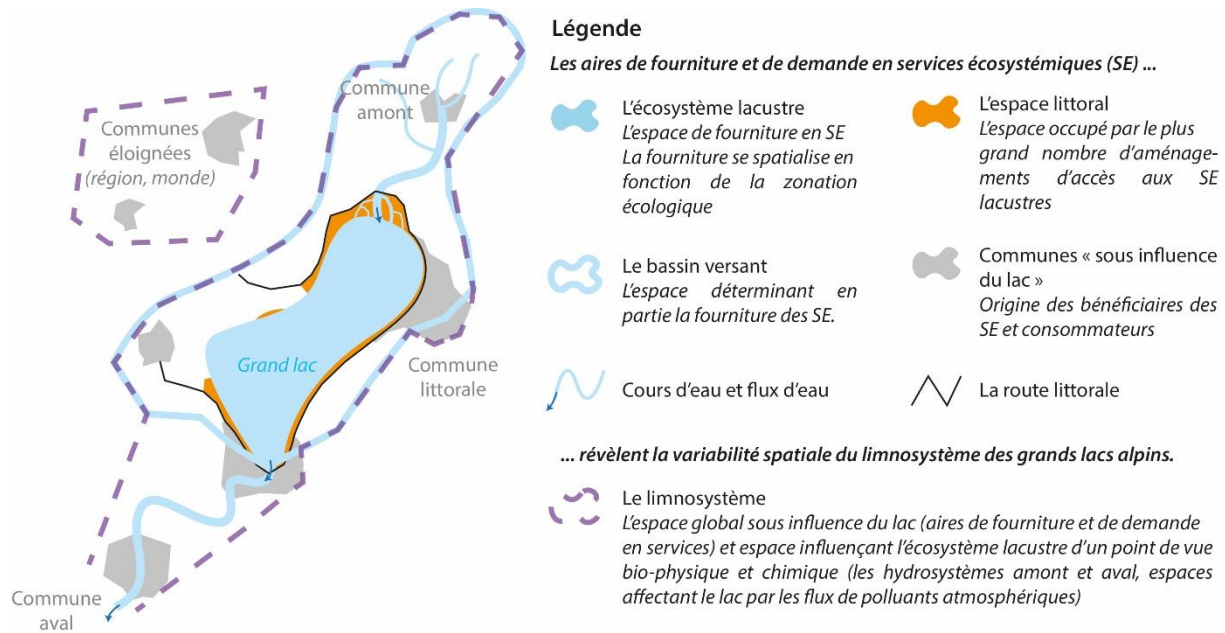 Commune
amont
Communes
éloignées
(région, monde)
Grand lac
Commune
littorale
Commune
aval
Légende
Les aires de fourniture et de demande en services écosystémiques (SE) ...
L'écosystème lacustre
L'espace de fourniture en SE
La fourniture se spatialise en
fonction de la zonation
écologique
L'espace littoral
L'espace occupé par le plus
grand nombre d'aménage-
ments d'accès aux SE
lacustres
Le bassin versant
L'espace déterminant en
partie la fourniture des SE.
Communes « sous influence
du lac »
Origine des bénéficiaires des
SE et consommateurs
Cours d'eau et flux d'eau
La route littorale
... révèlent la variabilité spatiale du limnosystème des grands lacs alpins.
Le limnosystème
L'espace global sous influence du lac (aires de fourniture et de demande
en services) et espace influençant l'écosystème lacustre d'un point de vue
bio-physique et chimique (les hydrosystèmes amont et aval, espaces
affectant le lac par les flux de polluants atmosphériques)